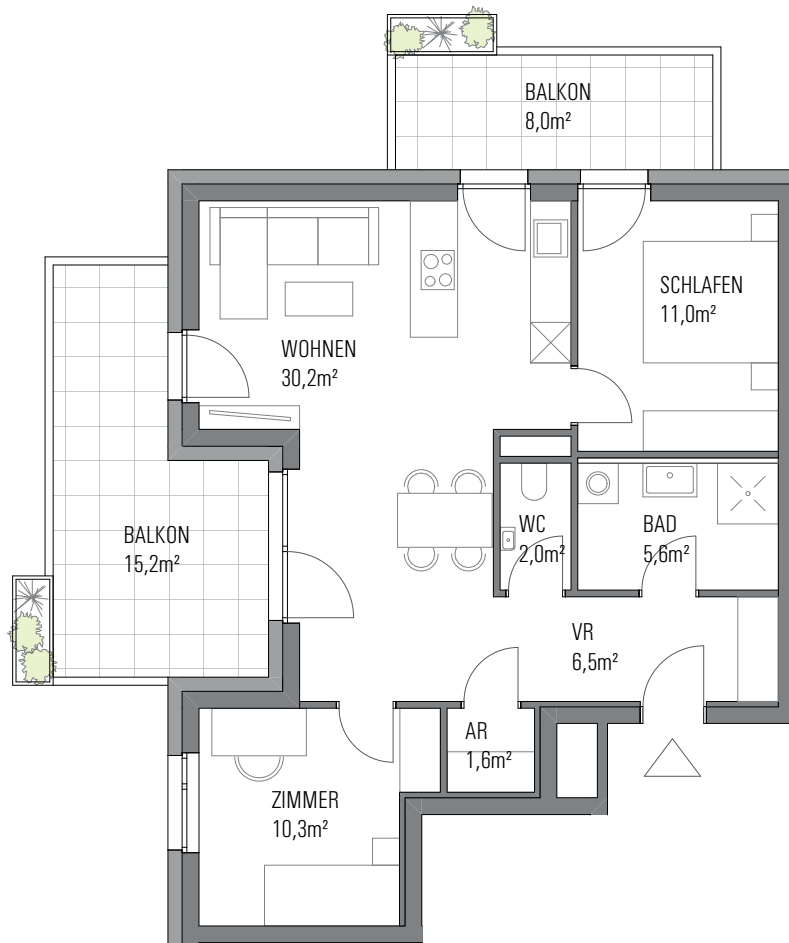 BALKON
8,0m²
SCHLAFEN
11,0m²
WOHNEN
30,2m²
BALKON
15,2m²
WC
2,0m²
BAD
5,6m²
VR
6,5m²
AR
1,6m²
ZIMMER
10,3m²